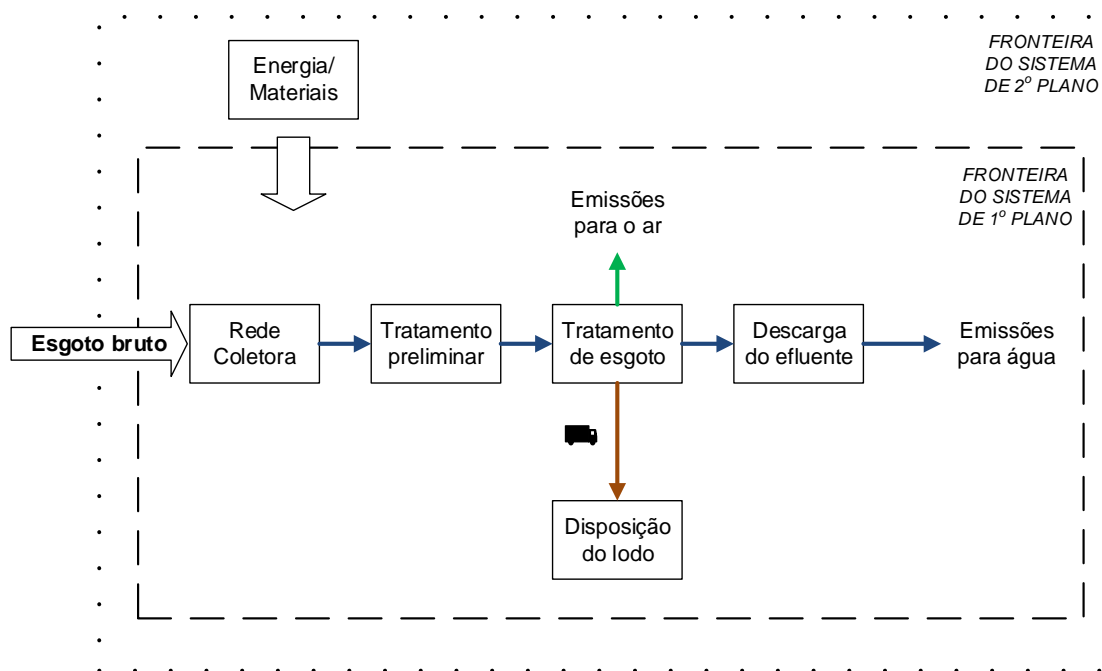 FRONTEIRA
DO SISTEMA
DE 2º PLANO
Energia/
Materiais
FRONTEIRA
DO SISTEMA
DE 1º PLANO
Emissões
para o ar
Esgoto bruto
Rede
Coletora
Tratamento
preliminar
Tratamento
de esgoto
Descarga
do efluente
Emissões
para água
Disposição
do lodo